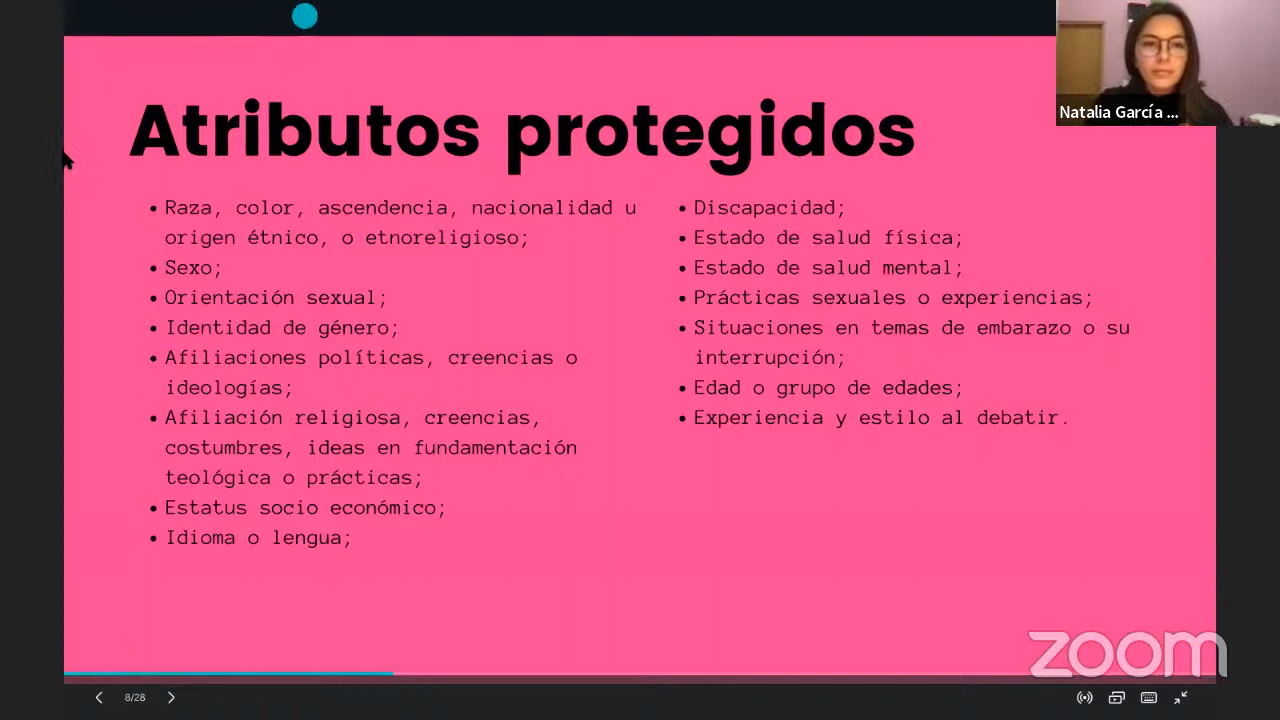 Atributos protegidos
Natalia García ...
Raza, color, ascendencia, nacionalidad u
origen étnico, o etnoreligioso;
Sexo;
Orientación sexual;
Identidad de género;
Afiliaciones políticas, creencias o
ideologías;
Afiliación religiosa, creencias,
costumbres, ideas en fundamentación
teológica o prácticas;
Estatus socio económico;
Idioma o lengua;
Discapacidad;
Estado de salud física;
Estado de salud mental;
Prácticas sexuales o experiencias;
Situaciones en temas de embarazo o su
interrupción;
Edad o grupo de edades;
Experiencia y estilo al debatir.
zoom
8/28